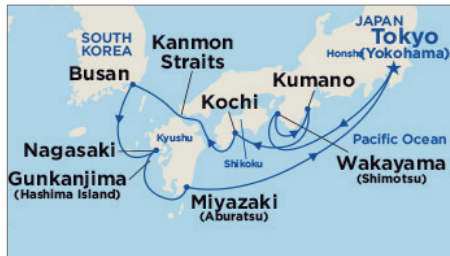 JAPAN
Tokyo
(Yokohama)
Honsh
SOUTH
KOREA
Kanmon
Straits
Busan
Kumano
Kochi
Pacific Ocean
Kyushu
Shikoku
Nagasaki
Gunkanjima
(Hashima Island)
Wakayama
(Shimotsu)
Miyazaki
(Aburatsu)